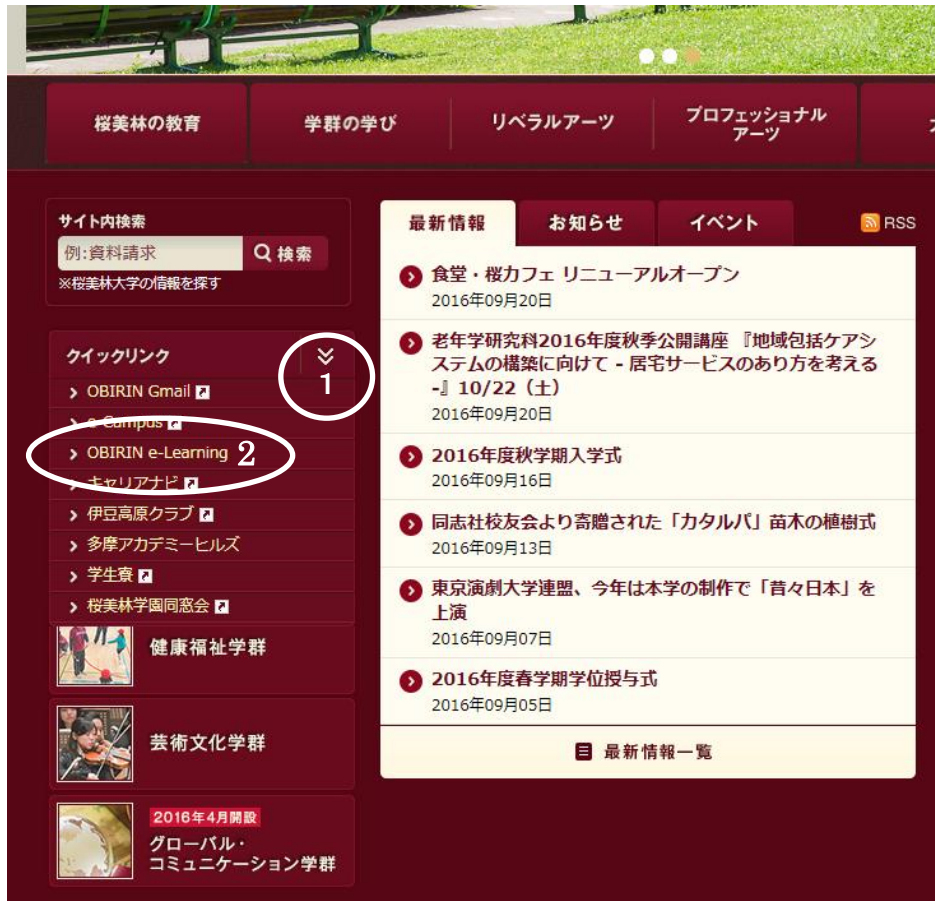 桜美林の教育
学群の学び
リベラルアーツ
プロフェッショナル
アーツ
サイト内検索
例:資料請求
検索
※桜美林大学の情報を探す
クイックリンク
1
OBIRIN Gmail
e-Campus
OBIRIN e-Learning 2
キャリアナビ
伊豆高原クラブ
多摩アカデミーヒルズ
学生寮
桜美林学園同窓会
健康福祉学群
芸術文化学群
2016年4月開設
グローバル・
コミュニケーション学群
最新情報
お知らせ
イベント
RSS
食堂・桜カフェ リニューアルオープン
2016年09月20日
老年学研究科2016年度秋季公開講座 『地域包括ケアシ
ステムの構築に向けて - 居宅サービスのあり方を考える
-』10/22（土）
2016年09月20日
2016年度秋学期入学式
2016年09月16日
同志社校友会より寄贈された「カタルパ」苗木の植樹式
2016年09月13日
東京演劇大学連盟、今年は本学の制作で「昔々日本」を
上演
2016年09月07日
2016年度春学期学位授与式
2016年09月05日
最新情報一覧